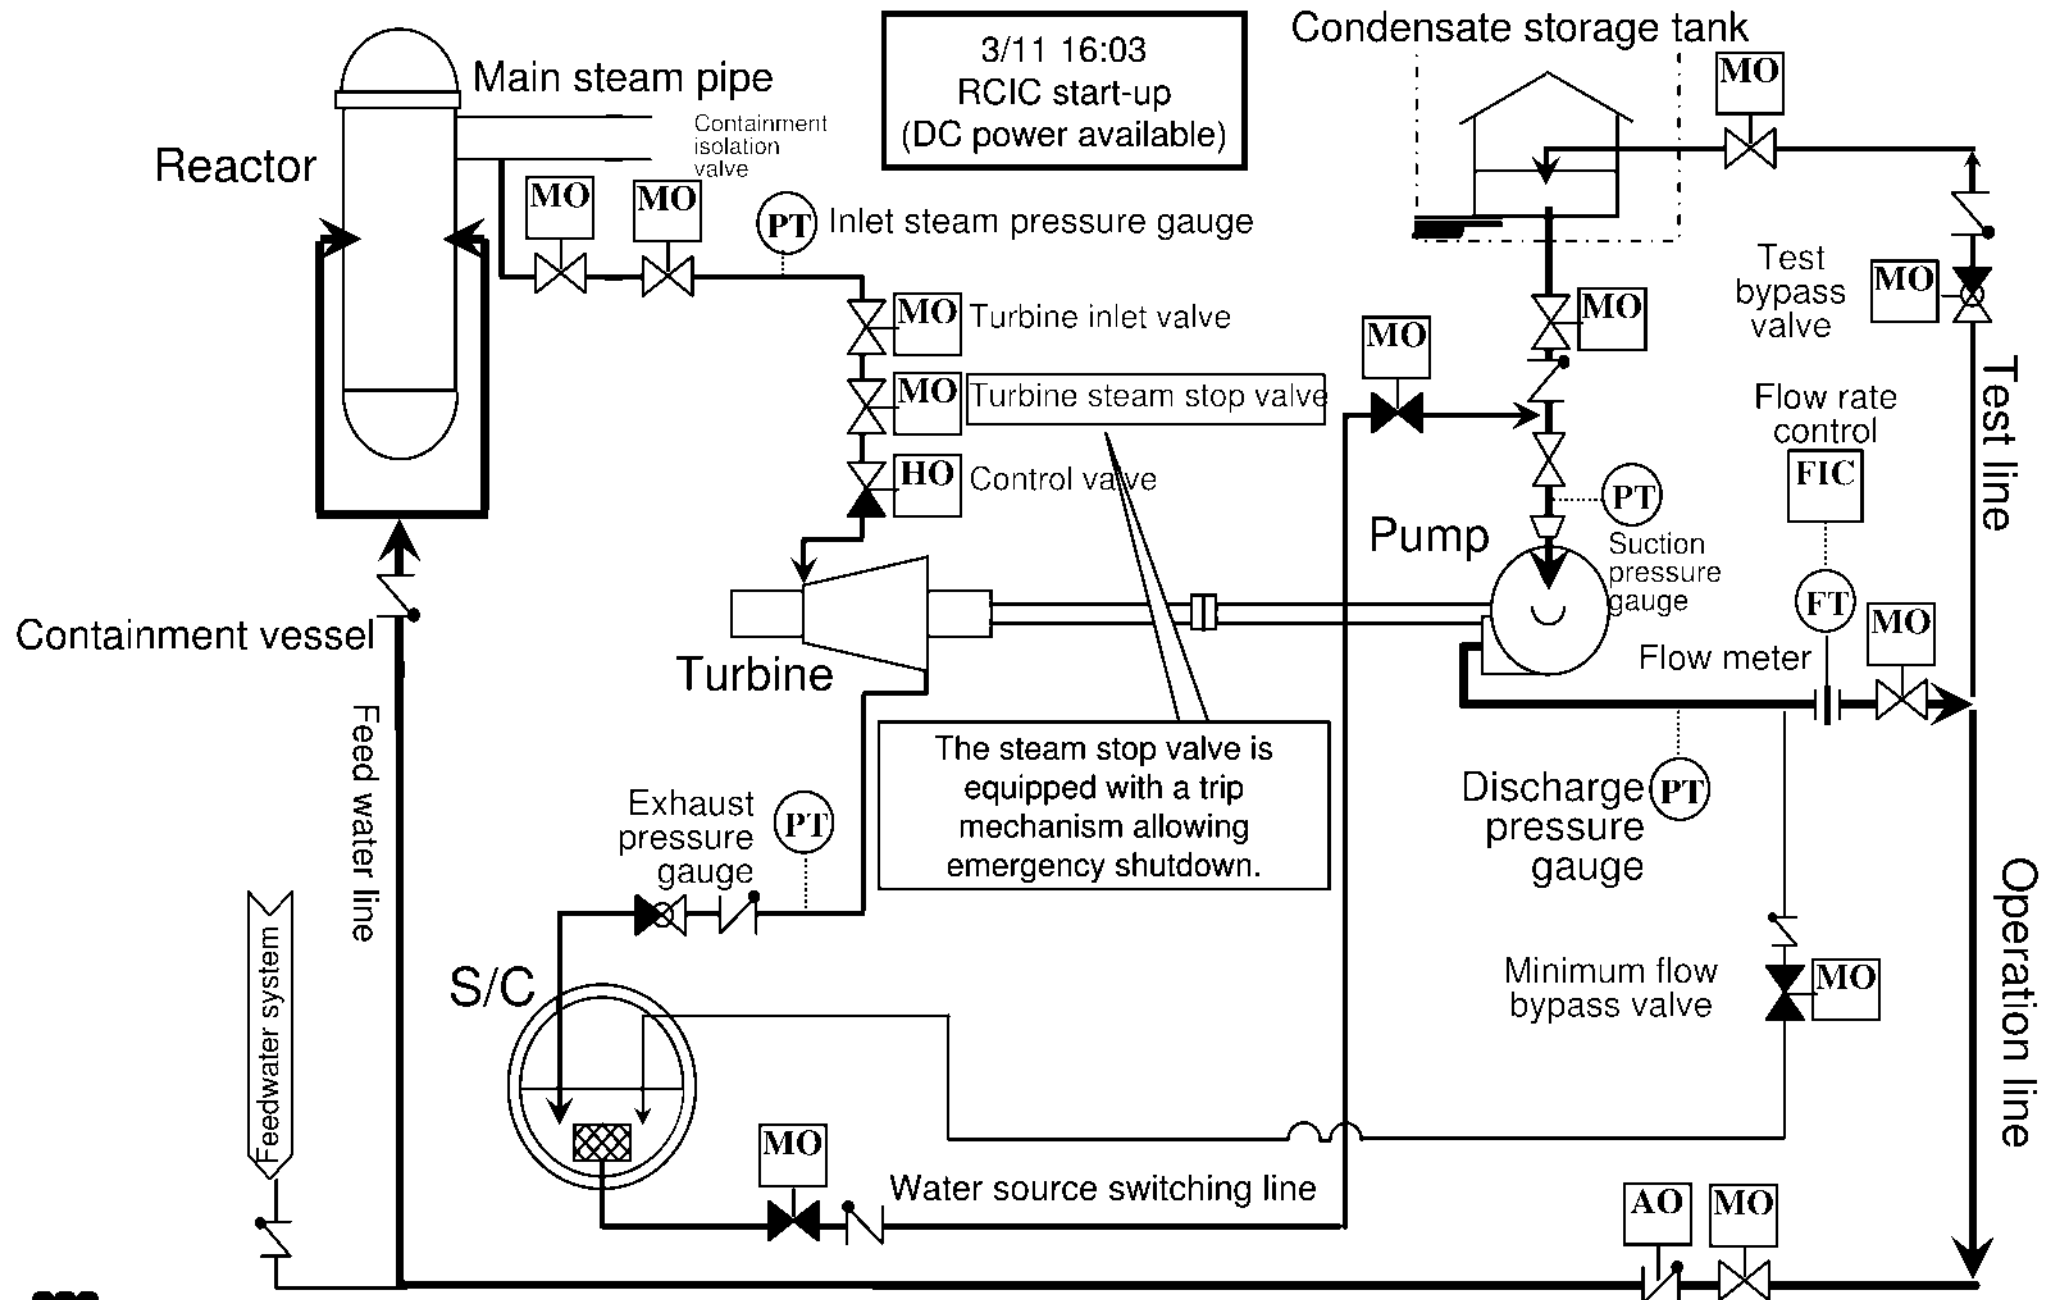 Condensate storage tank
3/11 16:03
RCIC start-up
(DC power available)
Main steam pipe
Containment
isolation
valve
Reactor
MO
MO
MO
PT
Inlet steam pressure gauge
MO
Turbine inlet valve
MO
Turbine steam stop valve
HO
Control valve
MO
MO
Test
bypass
valve
MO
Test line
Flow rate
control
FIC
FT
PT
Suction
pressure
gauge
Pump
Containment vessel
Turbine
Flow meter
MO
Feed water line
The steam stop valve is
equipped with a trip
mechanism allowing
emergency shutdown.
Discharge
pressure
gauge
PT
Exhaust
pressure
gauge
PT
Operation line
Feedwater system
S/C
Minimum flow
bypass valve
MO
MO
Water source switching line
AO
MO